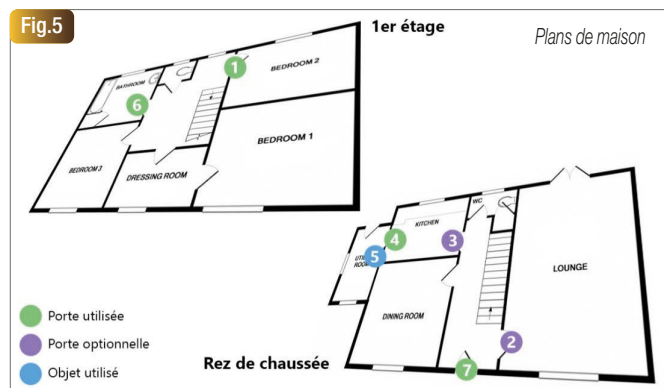 Fig.5
1er étage
Plans de maison
1
BEDROOM 2
BATHROOM
6
BEDROOM 1
BEDROOM 3
DRESSING ROOM
WC
KITCHEN
4
3
5
ROOM
LOUNGE
DINING ROOM
2
7
Porte utilisée
Porte optionnelle
Objet utilisé
Rez de chaussée